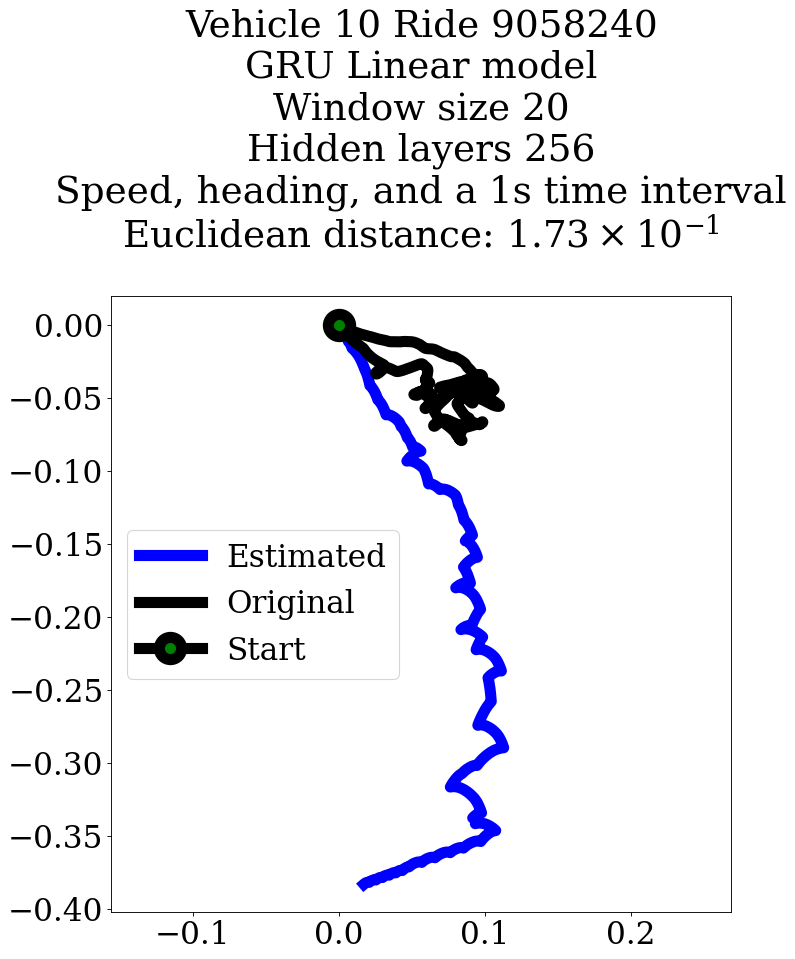 Vehicle 10 Ride 9058240
GRU Linear model
Window size 20
Hidden layers 256
Speed, heading, and a 1s time interval
Euclidean distance: 1.73 × 10⁻¹
0.00
−0.05
−0.10
−0.15
−0.20
−0.25
−0.30
−0.35
−0.40
Estimated
Original
Start
−0.1
0.0
0.1
0.2